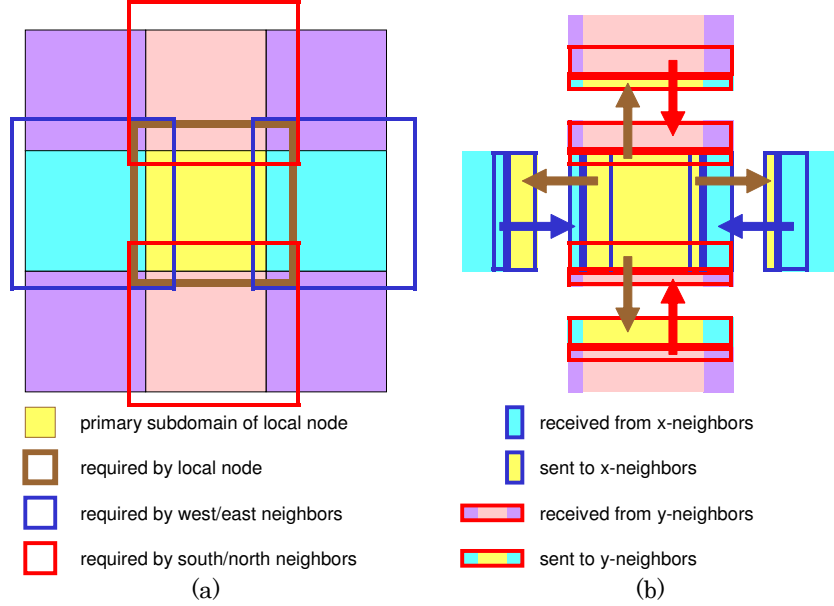 primary subdomain of local node
required by local node
required by west/east neighbors
required by south/north neighbors
(a)
received from x-neighbors
sent to x-neighbors
received from y-neighbors
sent to y-neighbors
(b)